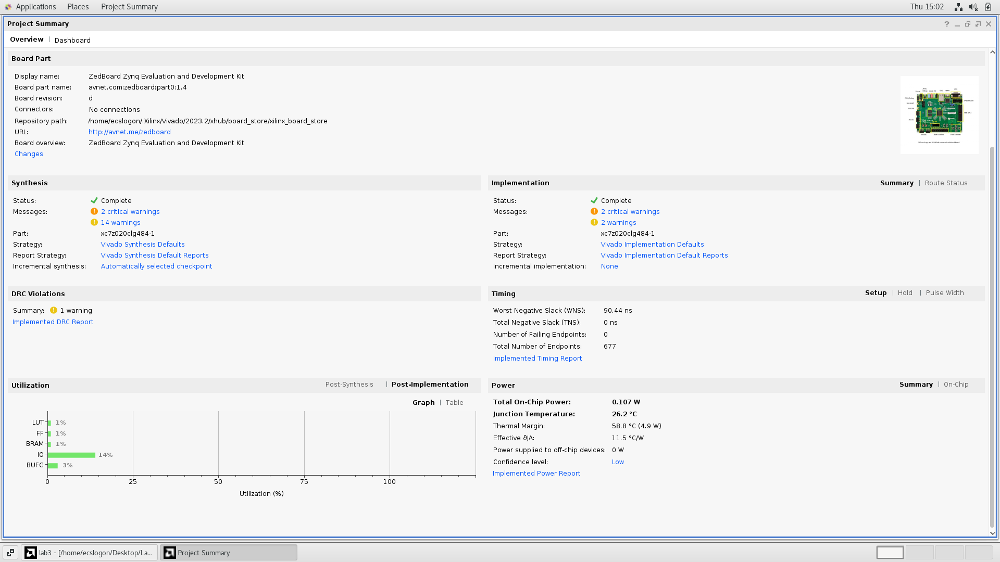 Applications Places Project Summary Thu 15:02
Project Summary
Overview | Dashboard
Board Part
Display name: ZedBoard Zynq Evaluation and Development Kit
Board part name: avnet.com:zedboard:part0:1.4
Board revision: d
Connectors: No connections
Repository path: /home/ecslogon/.Xilinx/Vivado/2023.2/xhub/board_store/xilinx_board_store
URL: http://avnet.me/zedboard
Board overview: ZedBoard Zynq Evaluation and Development Kit
Changes
Synthesis
Status: Complete
Messages: 2 critical warnings
14 warnings
Part: xc7z020clg484-1
Strategy: Vivado Synthesis Defaults
Report Strategy: Vivado Synthesis Default Reports
Incremental synthesis: Automatically selected checkpoint
Implementation Summary | Route Status
Status: Complete
Messages: 2 critical warnings
2 warnings
Part: xc7z020clg484-1
Strategy: Vivado Implementation Defaults
Report Strategy: Vivado Implementation Default Reports
Incremental implementation: None
DRC Violations
Summary: 1 warning
Implemented DRC Report
Timing Setup | Hold | Pulse Width
Worst Negative Slack (WNS): 90.44 ns
Total Negative Slack (TNS): 0 ns
Number of Failing Endpoints: 0
Total Number of Endpoints: 677
Implemented Timing Report
Utilization Post-Synthesis | Post-Implementation
Graph | Table
LUT 1%
FF 1%
BRAM 1%
IO 14%
BUFG 3%
0 25 50 75 100
Utilization (%)
Power Summary | On-Chip
Total On-Chip Power: 0.107 W
Junction Temperature: 26.2 °C
Thermal Margin: 58.8 °C (4.9 W)
Effective ϑJA: 11.5 °C/W
Power supplied to off-chip devices: 0 W
Confidence level: Low
Implemented Power Report
lab3 - [/home/ecslogon/Desktop/La... Project Summary